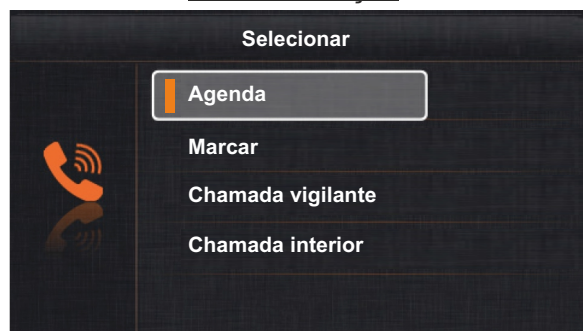 Selecionar
Agenda
Marcar
Chamada vigilante
Chamada interior